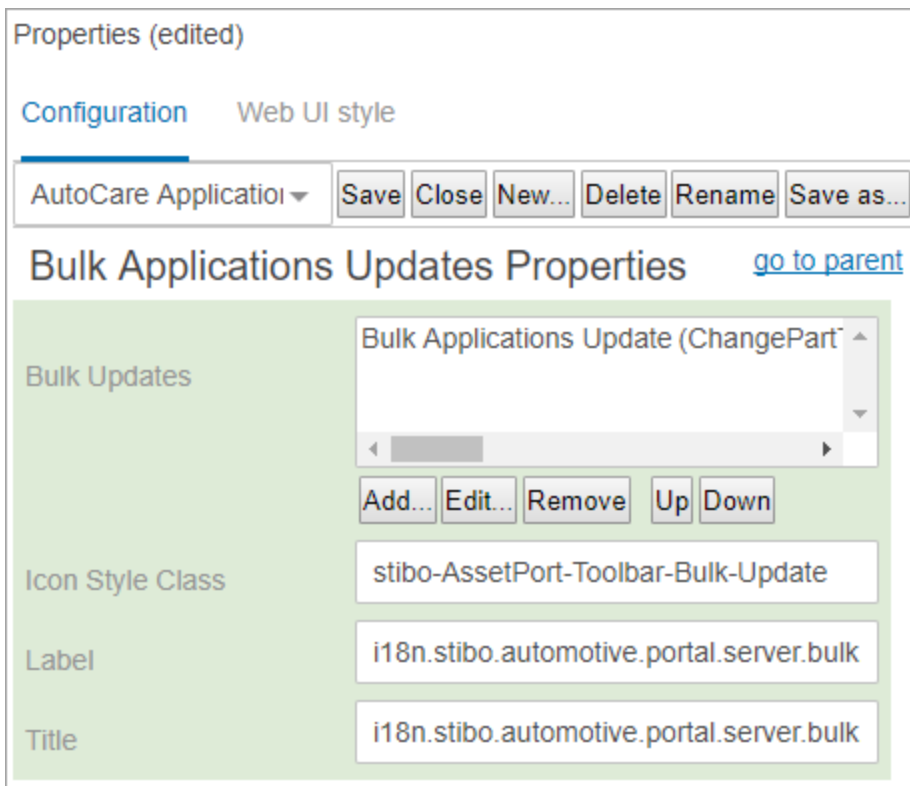 Properties (edited)
Configuration Web UI style
AutoCare Application Save Close New... Delete Rename Save as...
Bulk Applications Updates Properties go to parent
Bulk Updates Bulk Applications Update (ChangePartT
Add... Edit... Remove Up Down
Icon Style Class stibo-AssetPort-Toolbar-Bulk-Update
Label i18n.stibo.automotive.portal.server.bulk
Title i18n.stibo.automotive.portal.server.bulk